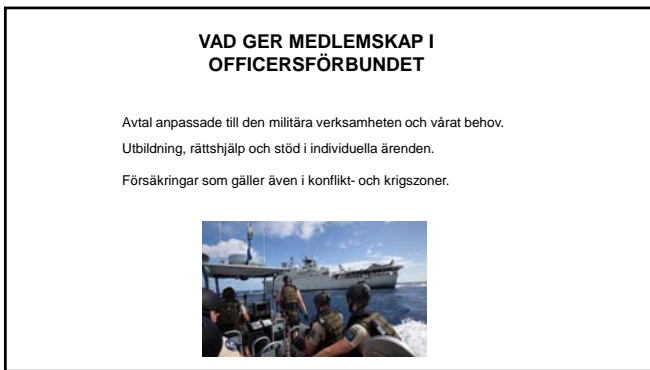 VAD GER MEDLEMSKAP I
OFFICERSFÖRBUNDET
Avtal anpassade till den militära verksamheten och vårat behov.
Utbildning, rättshjälp och stöd i individuella ärenden.
Försäkringar som gäller även i konflikt- och krigszoner.